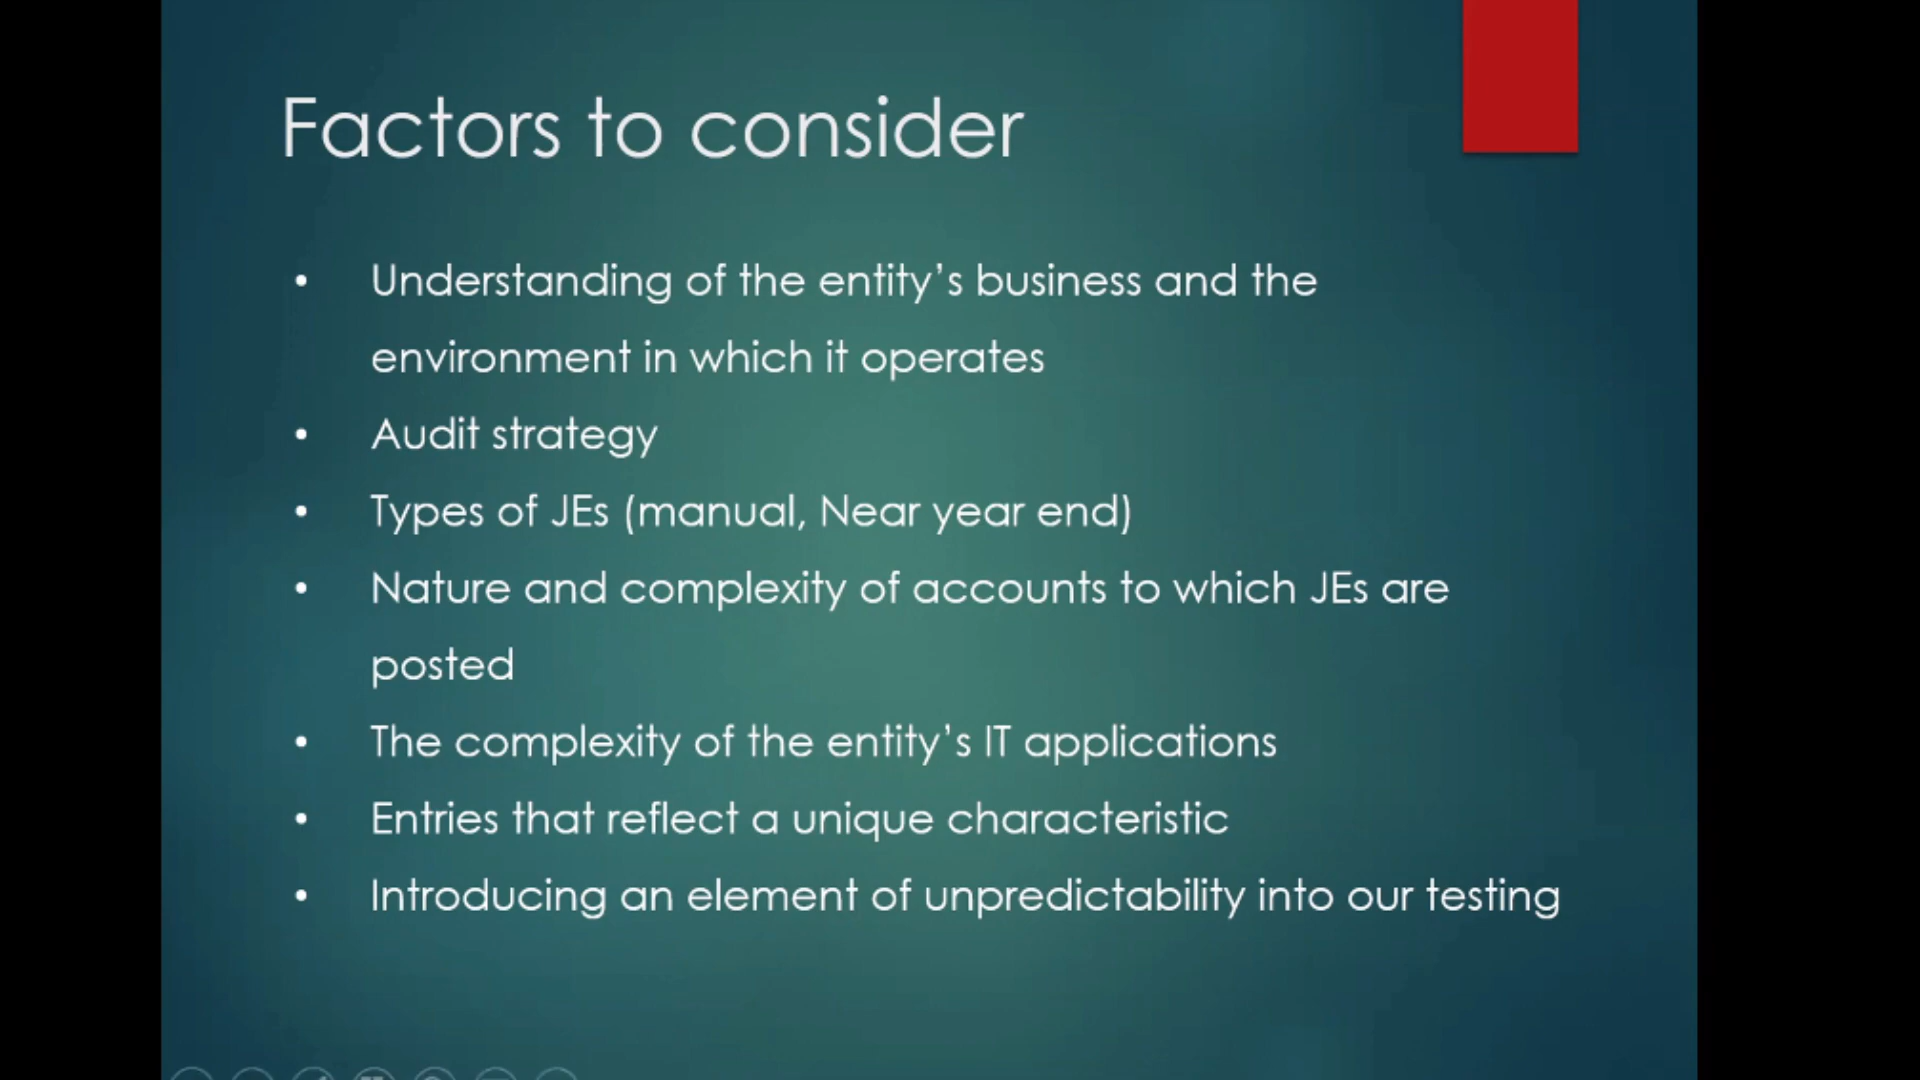 Factors to consider
• Understanding of the entity’s business and the
environment in which it operates
• Audit strategy
• Types of JEs (manual, Near year end)
• Nature and complexity of accounts to which JEs are
posted
• The complexity of the entity’s IT applications
• Entries that reflect a unique characteristic
• Introducing an element of unpredictability into our testing